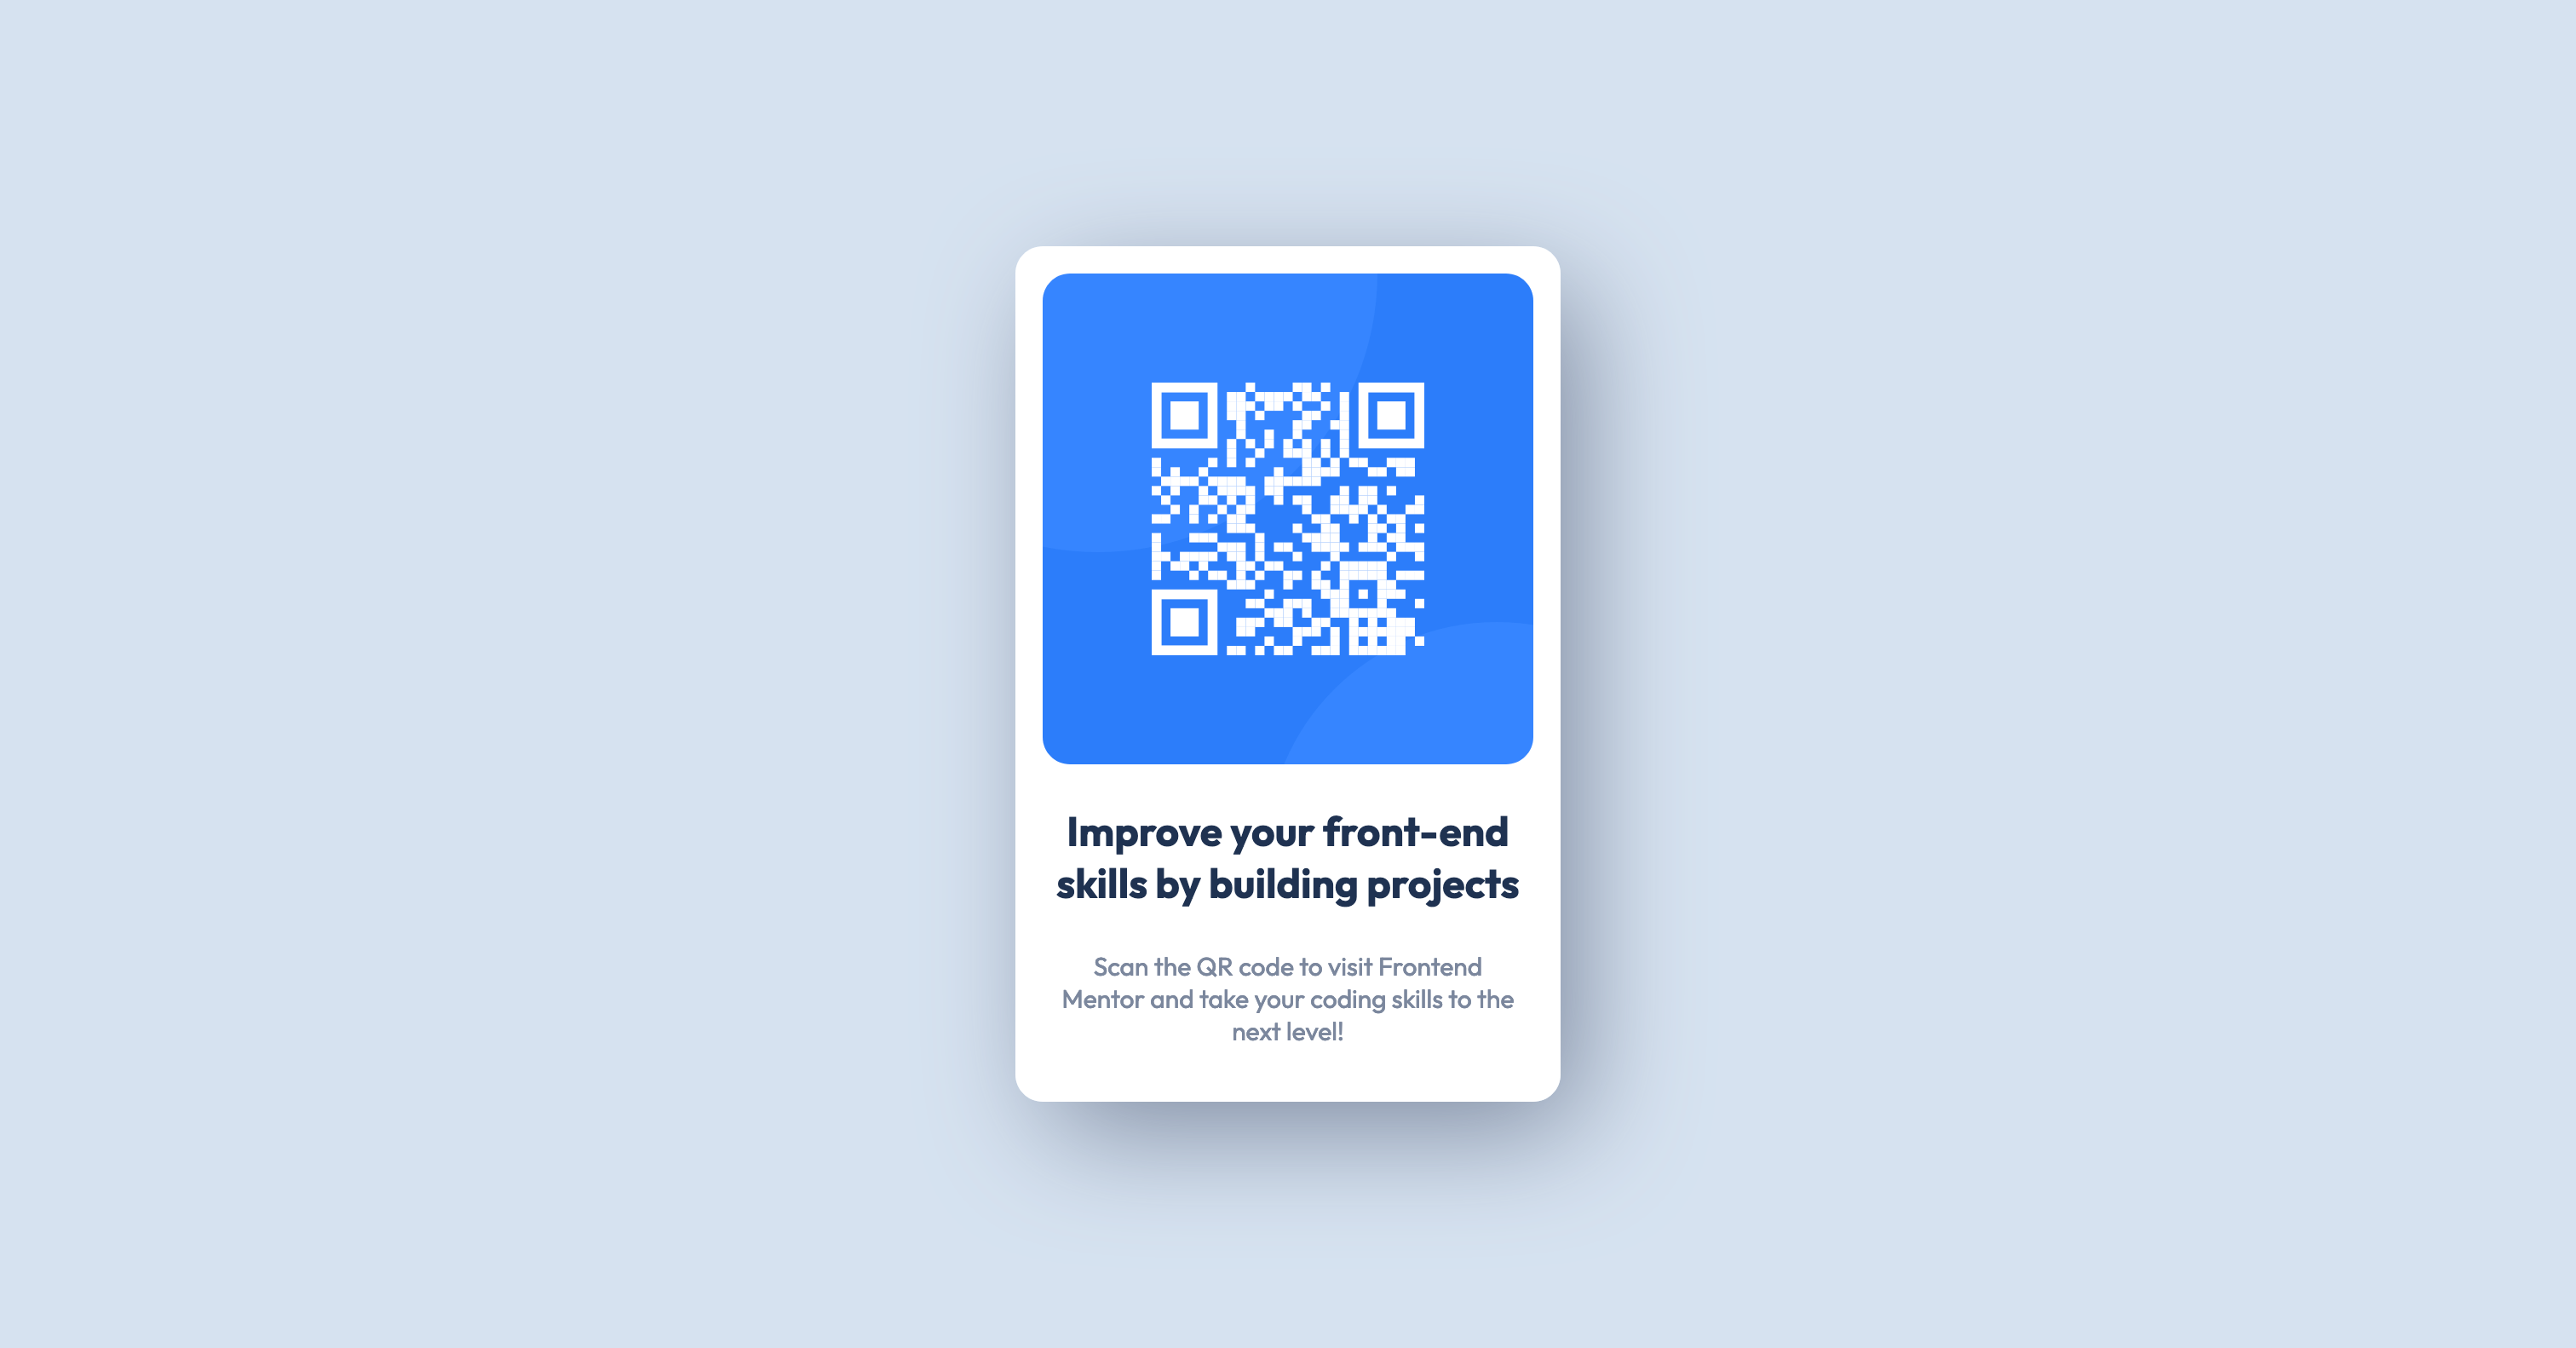 Improve your front-end
skills by building projects
Scan the QR code to visit Frontend
Mentor and take your coding skills to the
next level!